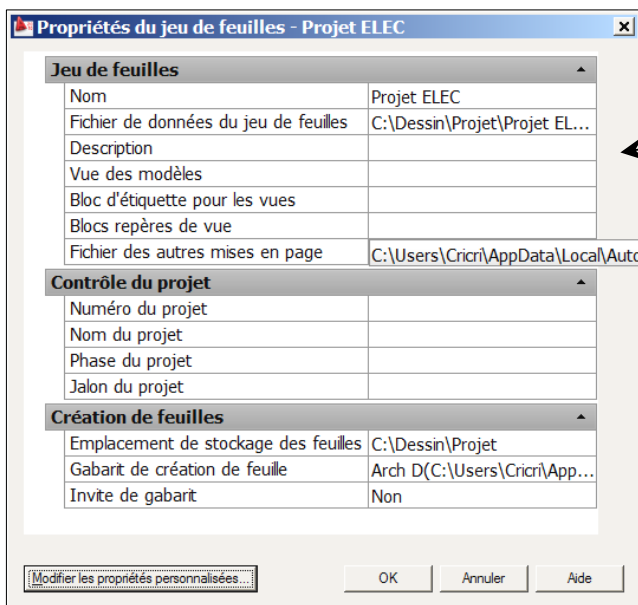 Propriétés du jeu de feuilles - Projet ELEC
Jeu de feuilles
Nom Projet ELEC
Fichier de données du jeu de feuilles C:\Dessin\Projet\Projet EL...
Description
Vue des modèles
Bloc d'étiquette pour les vues
Blocs repères de vue
Fichier des autres mises en page C:\Users\Cricri\AppData\Local\Auto
Contrôle du projet
Numéro du projet
Nom du projet
Phase du projet
Jalon du projet
Création de feuilles
Emplacement de stockage des feuilles C:\Dessin\Projet
Gabarit de création de feuille Arch D(C:\Users\Cricri\App...
Invite de gabarit Non
Modifier les propriétés personnalisées... OK Annuler Aide